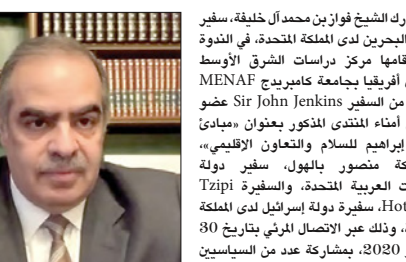 رك الشيخ فواز بن محمد آل خليفة، سفير
البحرين لدى المملكة المتحدة، في الندوة
قامها مركز دراسات الشرق الأوسط
أفريقيا بجامعة كامبريدج MENAF
من السفير Sir John Jenkins عضو
أمناء المنتدى المذكور بعنوان «مبادئ
إبراهيم للسلام والتعاون الإقليمي»،
كة منصور بالهول، سفير دولة
ت العربية المتحدة، والسفيرة Tzipi
Hot، سفيرة دولة إسرائيل لدى المملكة
، وذلك عبر الاتصال المرئي بتاريخ 30
ر 2020، بمشاركة عدد من السياسيين